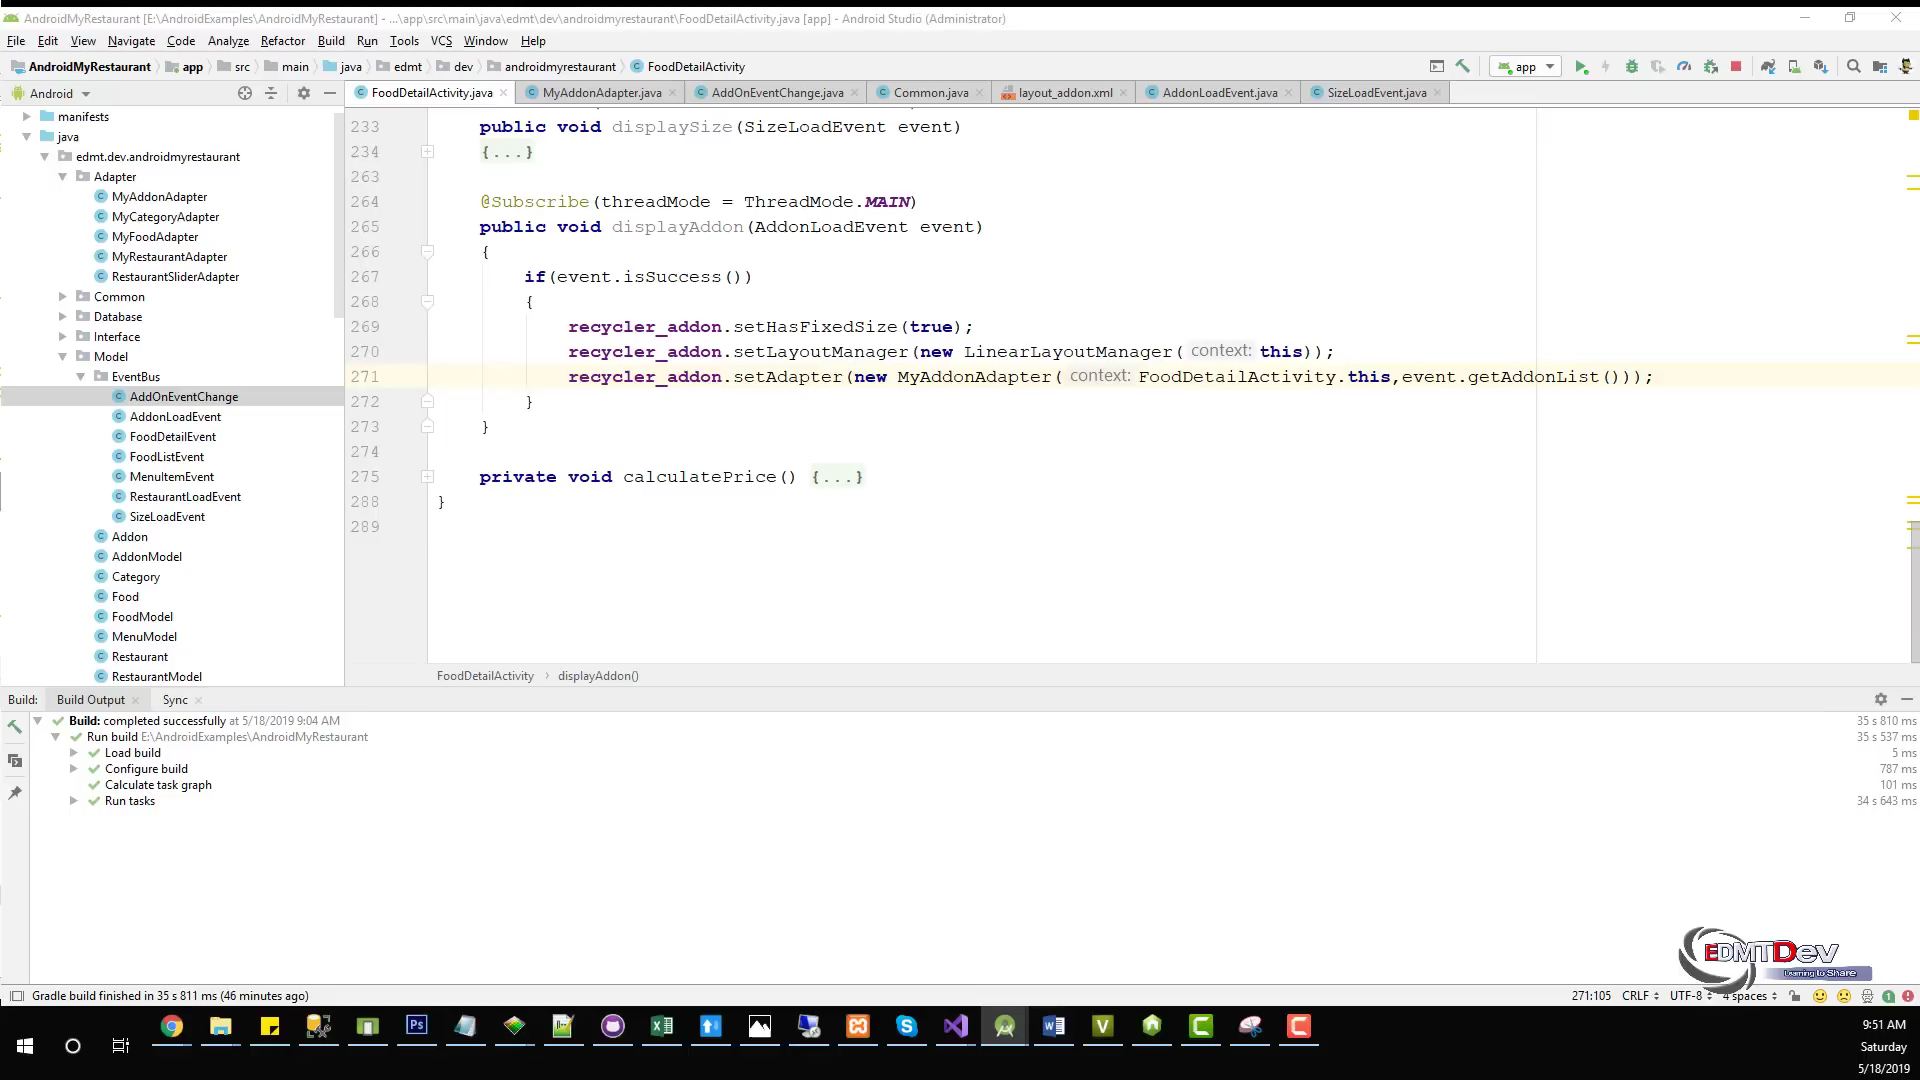 AndroidMyRestaurant [E:\AndroidExamples\AndroidMyRestaurant] - ...\app\src\main\java\edmt\dev\androidmyrestaurant\FoodDetailActivity.java [app] - Android Studio (Administrator)
File Edit View Navigate Code Analyze Refactor Build Run Tools VCS Window Help
AndroidMyRestaurant app src main java edmt dev androidmyrestaurant FoodDetailActivity app
Android FoodDetailActivity.java MyAddonAdapter.java AddOnEventChange.java Common.java layout_addon.xml AddonLoadEvent.java SizeLoadEvent.java
manifests
java
edmt.dev.androidmyrestaurant
Adapter
MyAddonAdapter
MyCategoryAdapter
MyFoodAdapter
MyRestaurantAdapter
RestaurantSliderAdapter
Common
Database
Interface
Model
EventBus
AddOnEventChange
AddonLoadEvent
FoodDetailEvent
FoodListEvent
MenuItemEvent
RestaurantLoadEvent
SizeLoadEvent
Addon
AddonModel
Category
Food
FoodModel
MenuModel
Restaurant
RestaurantModel
233 public void displaySize(SizeLoadEvent event)
234 {...}
263
264 @Subscribe(threadMode = ThreadMode.MAIN)
265 public void displayAddon(AddonLoadEvent event)
266 {
267 if(event.isSuccess())
268 {
269 recycler_addon.setHasFixedSize(true);
270 recycler_addon.setLayoutManager(new LinearLayoutManager( context: this));
271 recycler_addon.setAdapter(new MyAddonAdapter( context: FoodDetailActivity.this,event.getAddonList()));
272 }
273 }
274
275 private void calculatePrice() {...}
288 }
289
FoodDetailActivity › displayAddon()
Build: Build Output Sync
Build: completed successfully at 5/18/2019 9:04 AM 35 s 810 ms
Run build E:\AndroidExamples\AndroidMyRestaurant 35 s 537 ms
Load build 5 ms
Configure build 787 ms
Calculate task graph 101 ms
Run tasks 34 s 643 ms
EDMTDev
Learning to Share
Gradle build finished in 35 s 811 ms (46 minutes ago) 271:105 CRLF UTF-8 4 spaces 1
9:51 AM
Saturday
5/18/2019